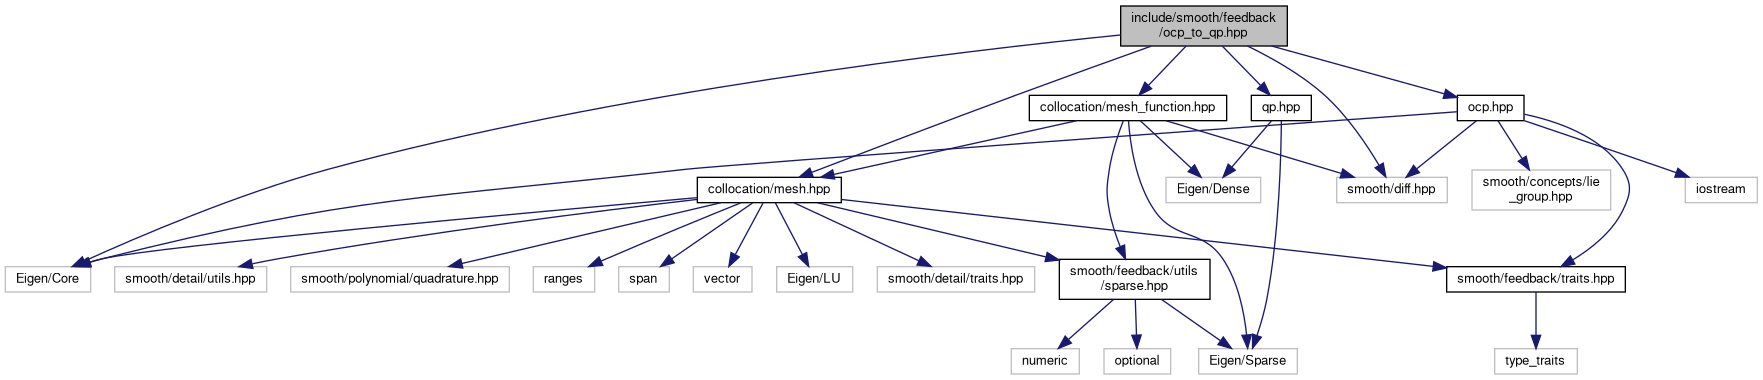 include/smooth/feedback
/ocp_to_qp.hpp
collocation/mesh_function.hpp
qp.hpp
ocp.hpp
collocation/mesh.hpp
Eigen/Dense
smooth/diff.hpp
smooth/concepts/lie
_group.hpp
iostream
Eigen/Core
smooth/detail/utils.hpp
smooth/polynomial/quadrature.hpp
ranges
span
vector
Eigen/LU
smooth/detail/traits.hpp
smooth/feedback/utils
/sparse.hpp
smooth/feedback/traits.hpp
numeric
optional
Eigen/Sparse
type_traits